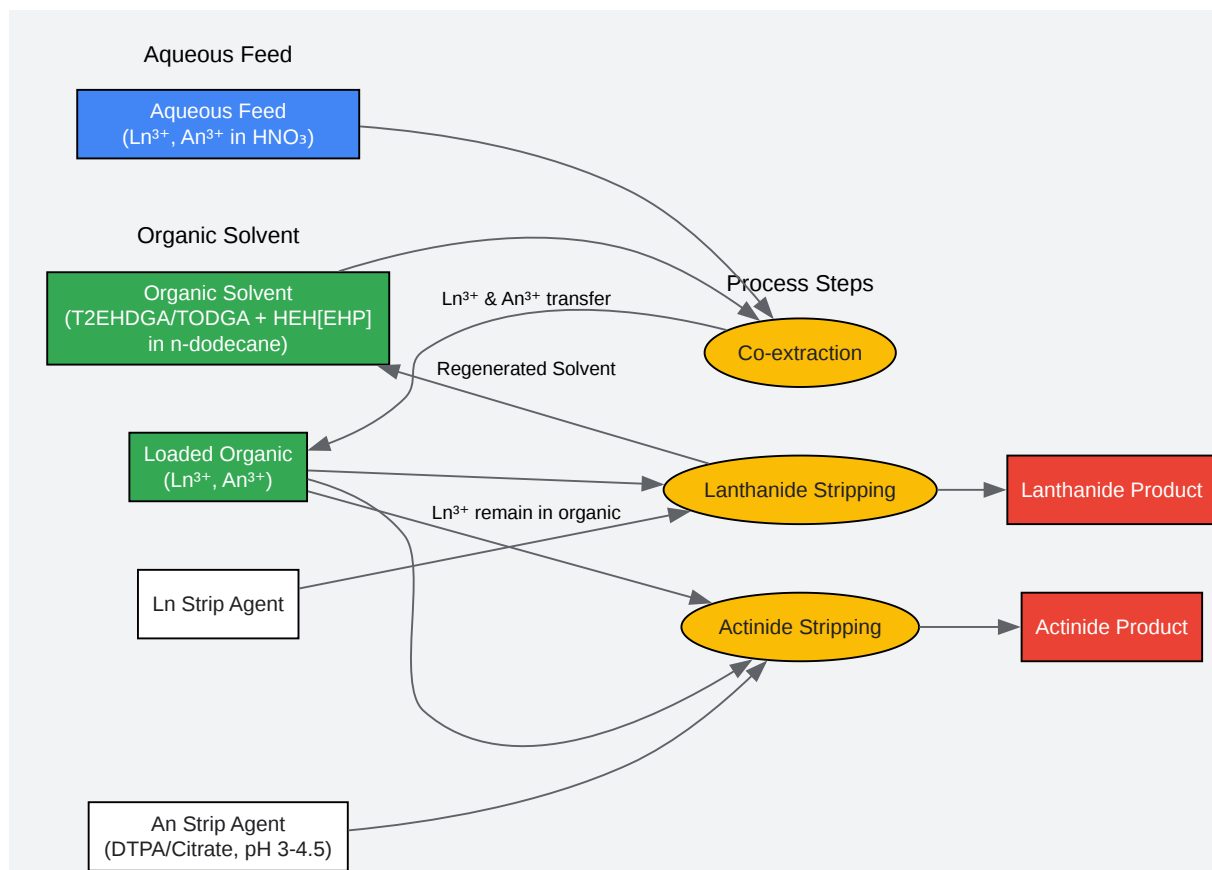 Aqueous Feed
Aqueous Feed
(Ln³⁺, An³⁺ in HNO₃)
Organic Solvent
Organic Solvent
(T2EHDGA/TODGA + HEH[EHP]
in n-dodecane)
Process Steps
Ln³⁺ & An³⁺ transfer
Co-extraction
Regenerated Solvent
Loaded Organic
(Ln³⁺, An³⁺)
Lanthanide Stripping
Lanthanide Product
Ln³⁺ remain in organic
Ln Strip Agent
Actinide Stripping
Actinide Product
An Strip Agent
(DTPA/Citrate, pH 3-4.5)